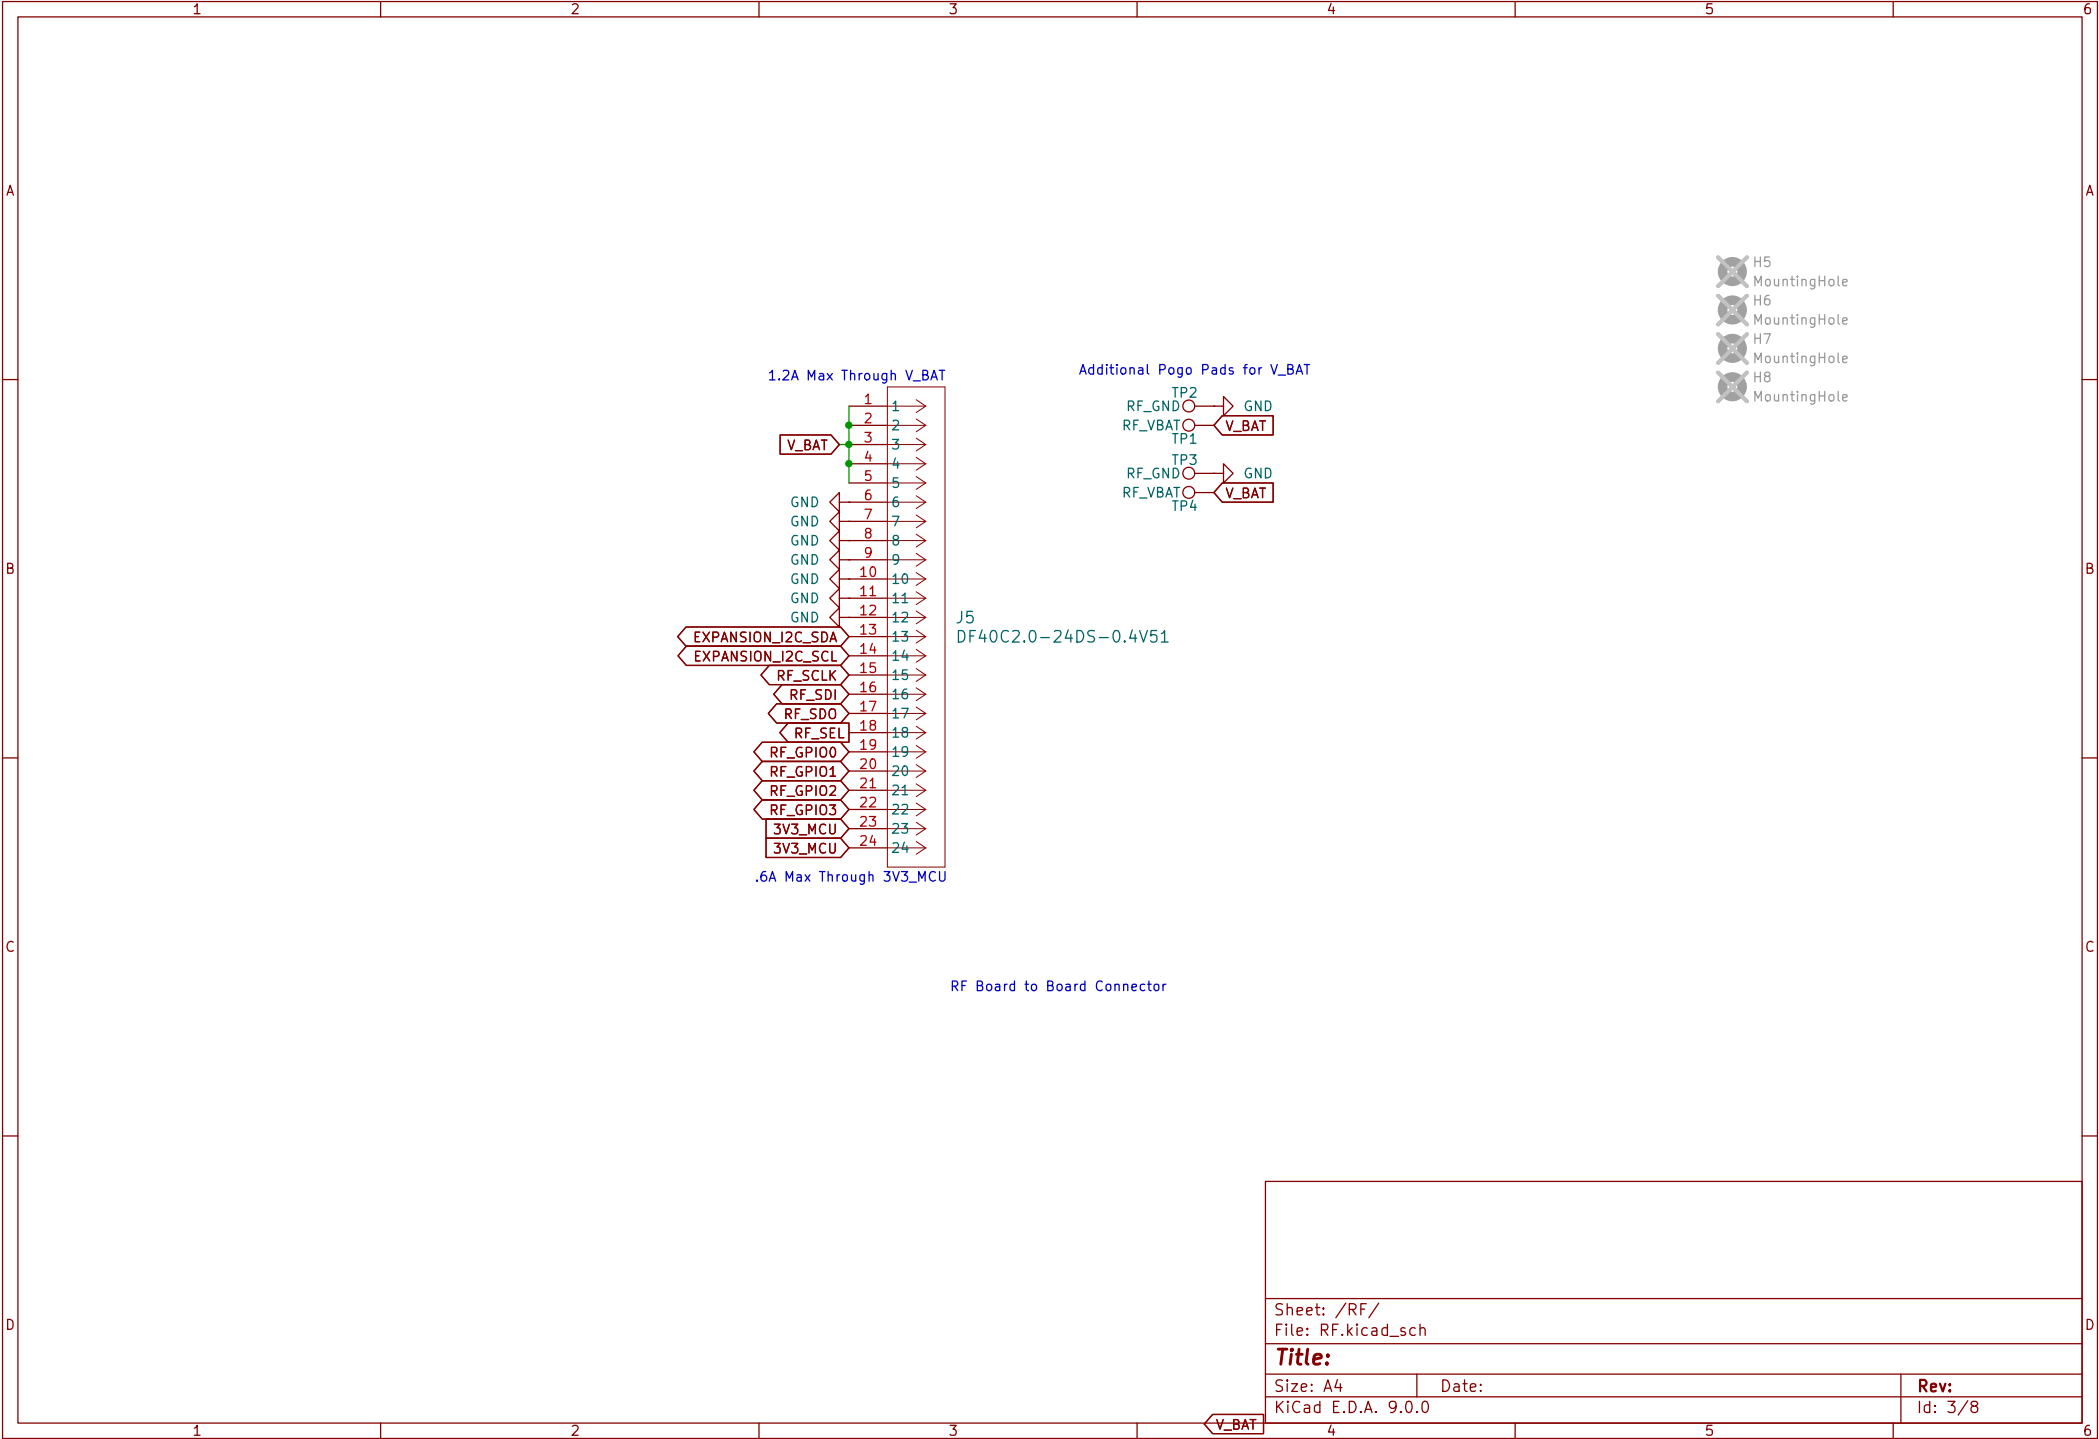 1 2 3 4 5 6
A A
H5
MountingHole
H6
MountingHole
H7
MountingHole
H8
MountingHole
1.2A Max Through V_BAT
Additional Pogo Pads for V_BAT
TP2
RF_GND GND
RF_VBAT V_BAT
TP1
TP3
RF_GND GND
RF_VBAT V_BAT
TP4
1 1
2 2
V_BAT 3 3
4 4
5 5
GND 6 6
GND 7 7
GND 8 8
GND 9 9
GND 10 10
GND 11 11
GND 12 12
EXPANSION_I2C_SDA 13 13
EXPANSION_I2C_SCL 14 14
RF_SCLK 15 15
RF_SDI 16 16
RF_SDO 17 17
RF_SEL 18 18
RF_GPIO0 19 19
RF_GPIO1 20 20
RF_GPIO2 21 21
RF_GPIO3 22 22
3V3_MCU 23 23
3V3_MCU 24 24
J5
DF40C2.0-24DS-0.4V51
.6A Max Through 3V3_MCU
B B
C C
RF Board to Board Connector
D D
Sheet: /RF/
File: RF.kicad_sch
Title:
Size: A4 Date: Rev:
KiCad E.D.A. 9.0.0 Id: 3/8
V_BAT
1 2 3 4 5 6